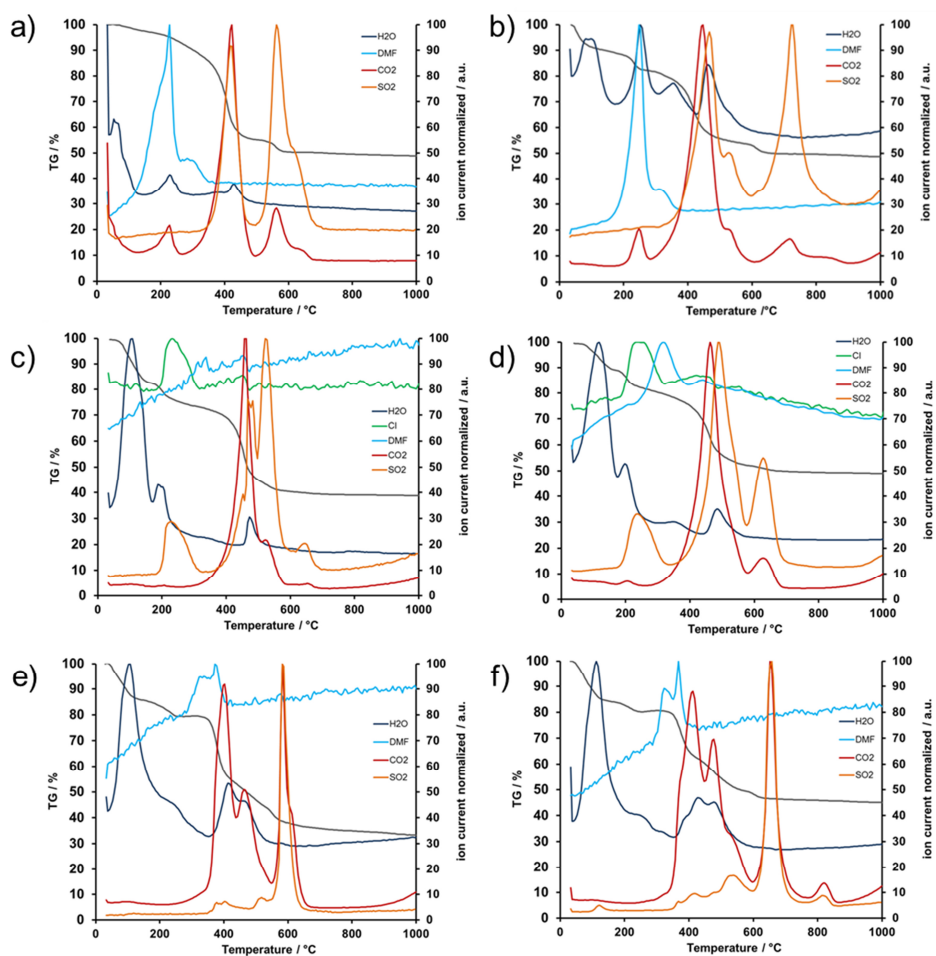 a)
100
90
80
70
60
50
40
30
20
10
0
TG / %
0 200 400 600 800 1000
Temperature / °C
100
90
80
70
60
50
40
30
20
10
0
ion current normalized / a.u.
H2O
DMF
CO2
SO2
b)
100
90
80
70
60
50
40
30
20
10
0
TG / %
0 200 400 600 800 1000
Temperature /°C
100
90
80
70
60
50
40
30
20
10
0
ion current normalized / a.u.
H2O
DMF
CO2
SO2
c)
100
90
80
70
60
50
40
30
20
10
0
TG / %
0 200 400 600 800 1000
Temperature / °C
100
90
80
70
60
50
40
30
20
10
0
ion current normalized / a.u.
H2O
Cl
DMF
CO2
SO2
d)
100
90
80
70
60
50
40
30
20
10
0
TG / %
0 200 400 600 800 1000
Temperature / °C
100
90
80
70
60
50
40
30
20
10
0
ion current normalized / a.u.
H2O
Cl
DMF
CO2
SO2
e)
100
90
80
70
60
50
40
30
20
10
0
TG / %
0 200 400 600 800 1000
Temperature / °C
100
90
80
70
60
50
40
30
20
10
0
ion current normalized / a.u.
H2O
DMF
CO2
SO2
f)
100
90
80
70
60
50
40
30
20
10
0
TG / %
0 200 400 600 800 1000
Temperature / °C
100
90
80
70
60
50
40
30
20
10
0
ion current normalized / a.u.
H2O
DMF
CO2
SO2